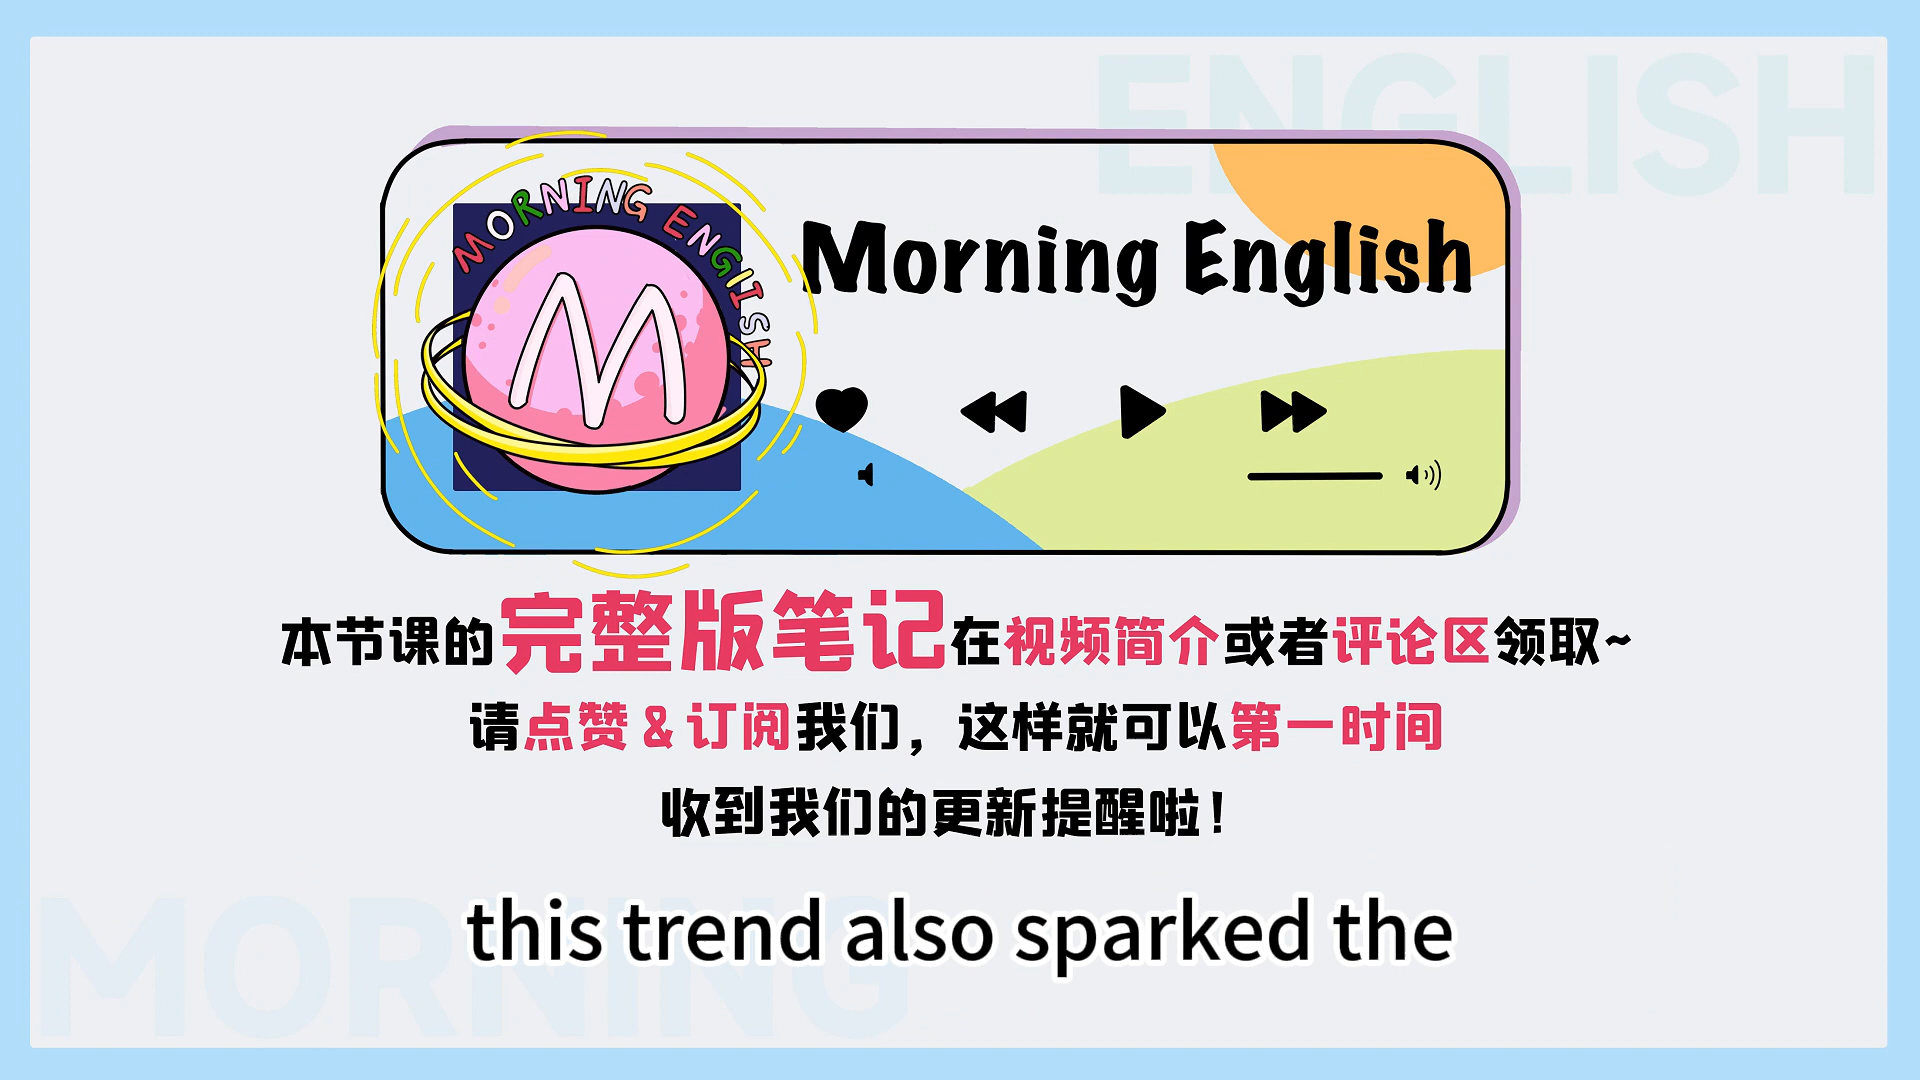 ENGLISH
MORNING ENGLISH
M
Morning English
本节课的完整版笔记在视频简介或者评论区领取~
请点赞&订阅我们，这样就可以第一时间
收到我们的更新提醒啦！
MORNING
this trend also sparked the